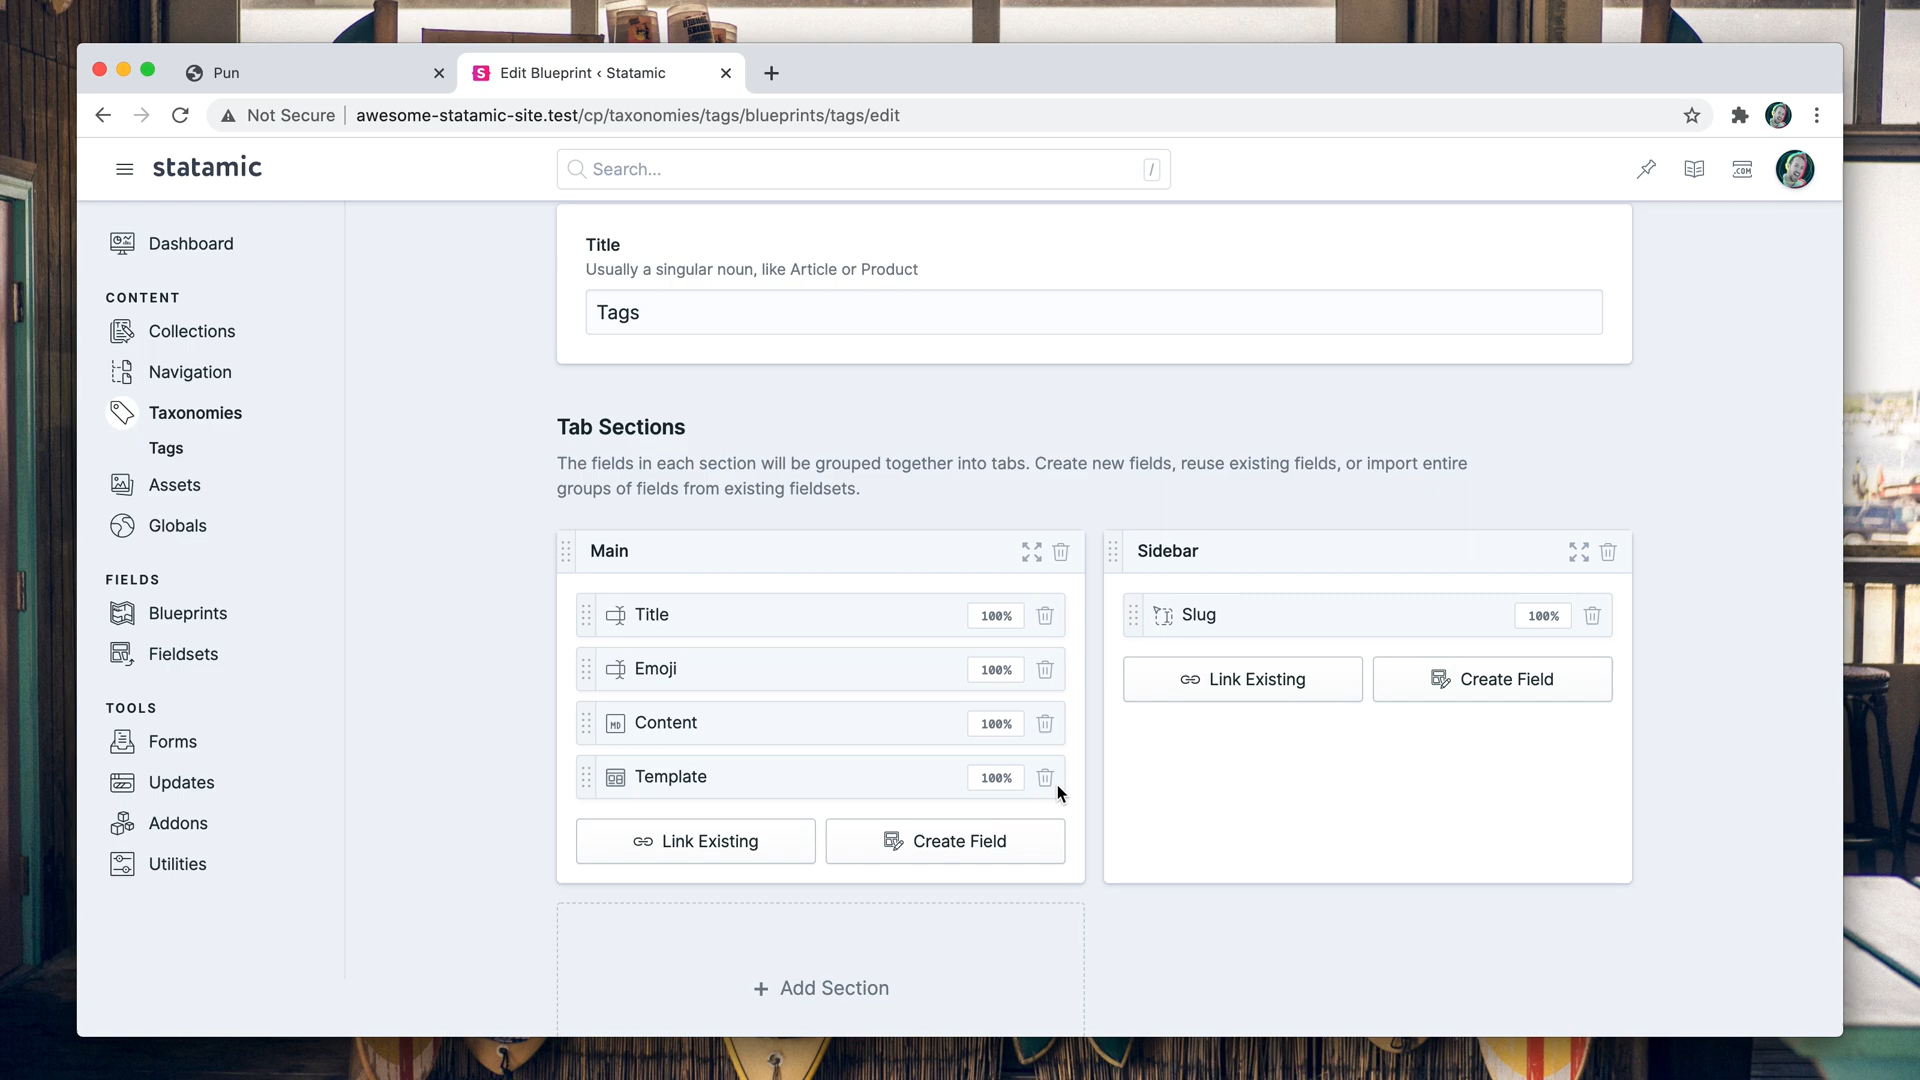 Pun
Edit Blueprint ‹ Statamic
Not Secure
awesome-statamic-site.test/cp/taxonomies/tags/blueprints/tags/edit
statamic
Search...
/
.COM
Dashboard
CONTENT
Collections
Navigation
Taxonomies
Tags
Assets
Globals
FIELDS
Blueprints
Fieldsets
TOOLS
Forms
Updates
Addons
Utilities
Title
Usually a singular noun, like Article or Product
Tags
Tab Sections
The fields in each section will be grouped together into tabs. Create new fields, reuse existing fields, or import entire
groups of fields from existing fieldsets.
Main
Title
100%
Emoji
100%
MD
Content
100%
Template
100%
Link Existing
Create Field
Sidebar
Slug
100%
Link Existing
Create Field
+ Add Section